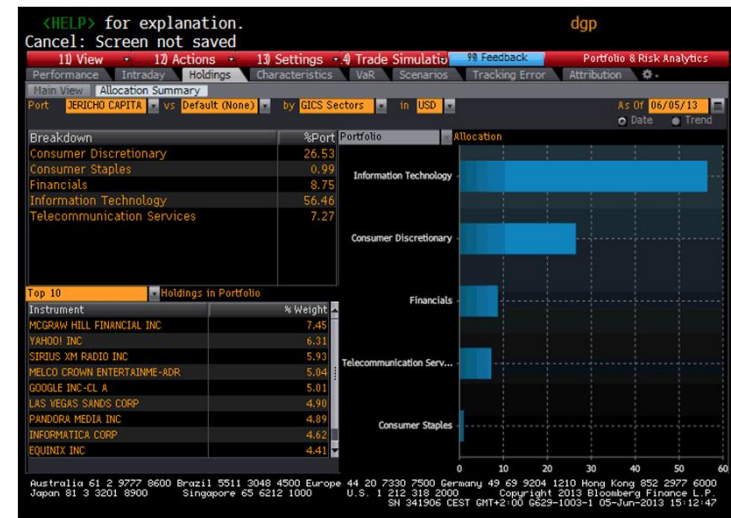 <HELP> for explanation. dgp
Cancel: Screen not saved
11) View 12) Actions 13) Settings .4) Trade Simulatio 99 Feedback Portfolio & Risk Analytics
Performance Intraday Holdings Characteristics VaR Scenarios Tracking Error Attribution
Main View Allocation Summary
Port JERICHO CAPITA vs Default (None) by GICS Sectors in USD As Of 06/05/13
Date Trend
Breakdown %Port Portfolio Allocation
Consumer Discretionary 26.53
Consumer Staples 0.99
Financials 8.75
Information Technology 56.46
Telecommunication Services 7.27
Information Technology
Consumer Discretionary
Financials
Telecommunication Serv...
Consumer Staples
0 10 20 30 40 50 60
Top 10 Holdings in Portfolio
Instrument % Weight
MCGRAW HILL FINANCIAL INC 7.45
YAHOO! INC 6.31
SIRIUS XM RADIO INC 5.93
MELCO CROWN ENTERTAINME-ADR 5.04
GOOGLE INC-CL A 5.01
LAS VEGAS SANDS CORP 4.90
PANDORA MEDIA INC 4.89
INFORMATICA CORP 4.62
EQUINIX INC 4.41
Australia 61 2 9777 8600 Brazil 5511 3048 4500 Europe 44 20 7330 7500 Germany 49 69 9204 1210 Hong Kong 852 2977 6000
Japan 81 3 3201 8900 Singapore 65 6212 1000 U.S. 1 212 318 2000 Copyright 2013 Bloomberg Finance L.P.
SN 341906 CEST GMT+2:00 G629-1003-1 05-Jun-2013 15:12:47